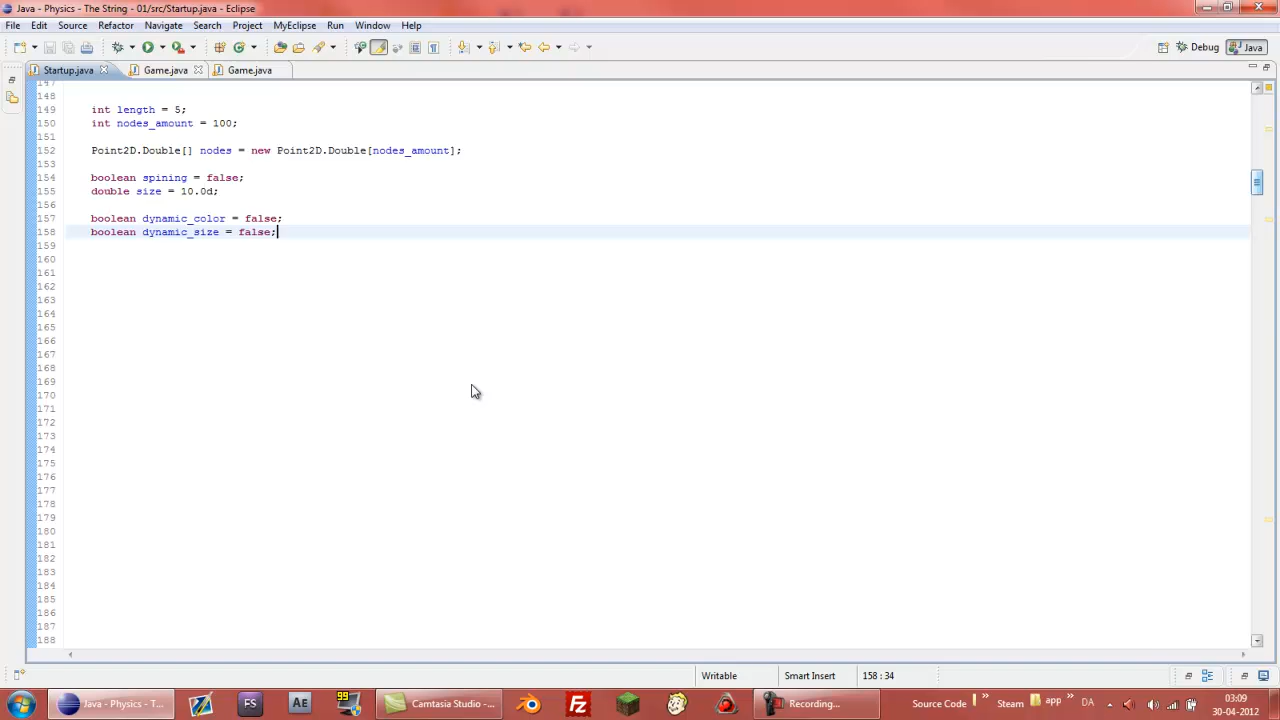 Java - Physics - The String - 01/src/Startup.java - Eclipse
File Edit Source Refactor Navigate Search Project MyEclipse Run Window Help
Debug Java
Startup.java Game.java Game.java
147
148
149 int length = 5;
150 int nodes_amount = 100;
151
152 Point2D.Double[] nodes = new Point2D.Double[nodes_amount];
153
154 boolean spining = false;
155 double size = 10.0d;
156
157 boolean dynamic_color = false;
158 boolean dynamic_size = false;
159
160
161
162
163
164
165
166
167
168
169
170
171
172
173
174
175
176
177
178
179
180
181
182
183
184
185
186
187
188
Writable Smart Insert 158 : 34
Java - Physics - T... FS AE 99 Camtasia Studio -... Fz Recording... Source Code Steam app DA 03:09
30-04-2012